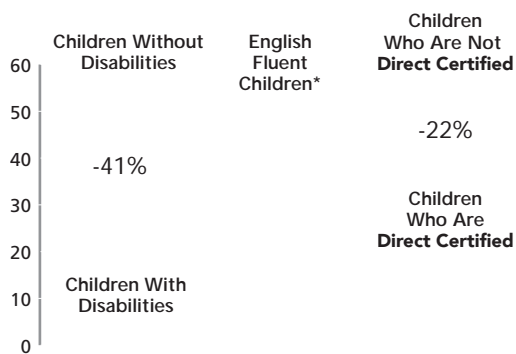 Children Without
Disabilities
English
Fluent
Children*
Children
Who Are Not
Direct Certified
60
50
40
30
20
10
0
-41%
-22%
Children With
Disabilities
Children
Who Are
Direct Certified